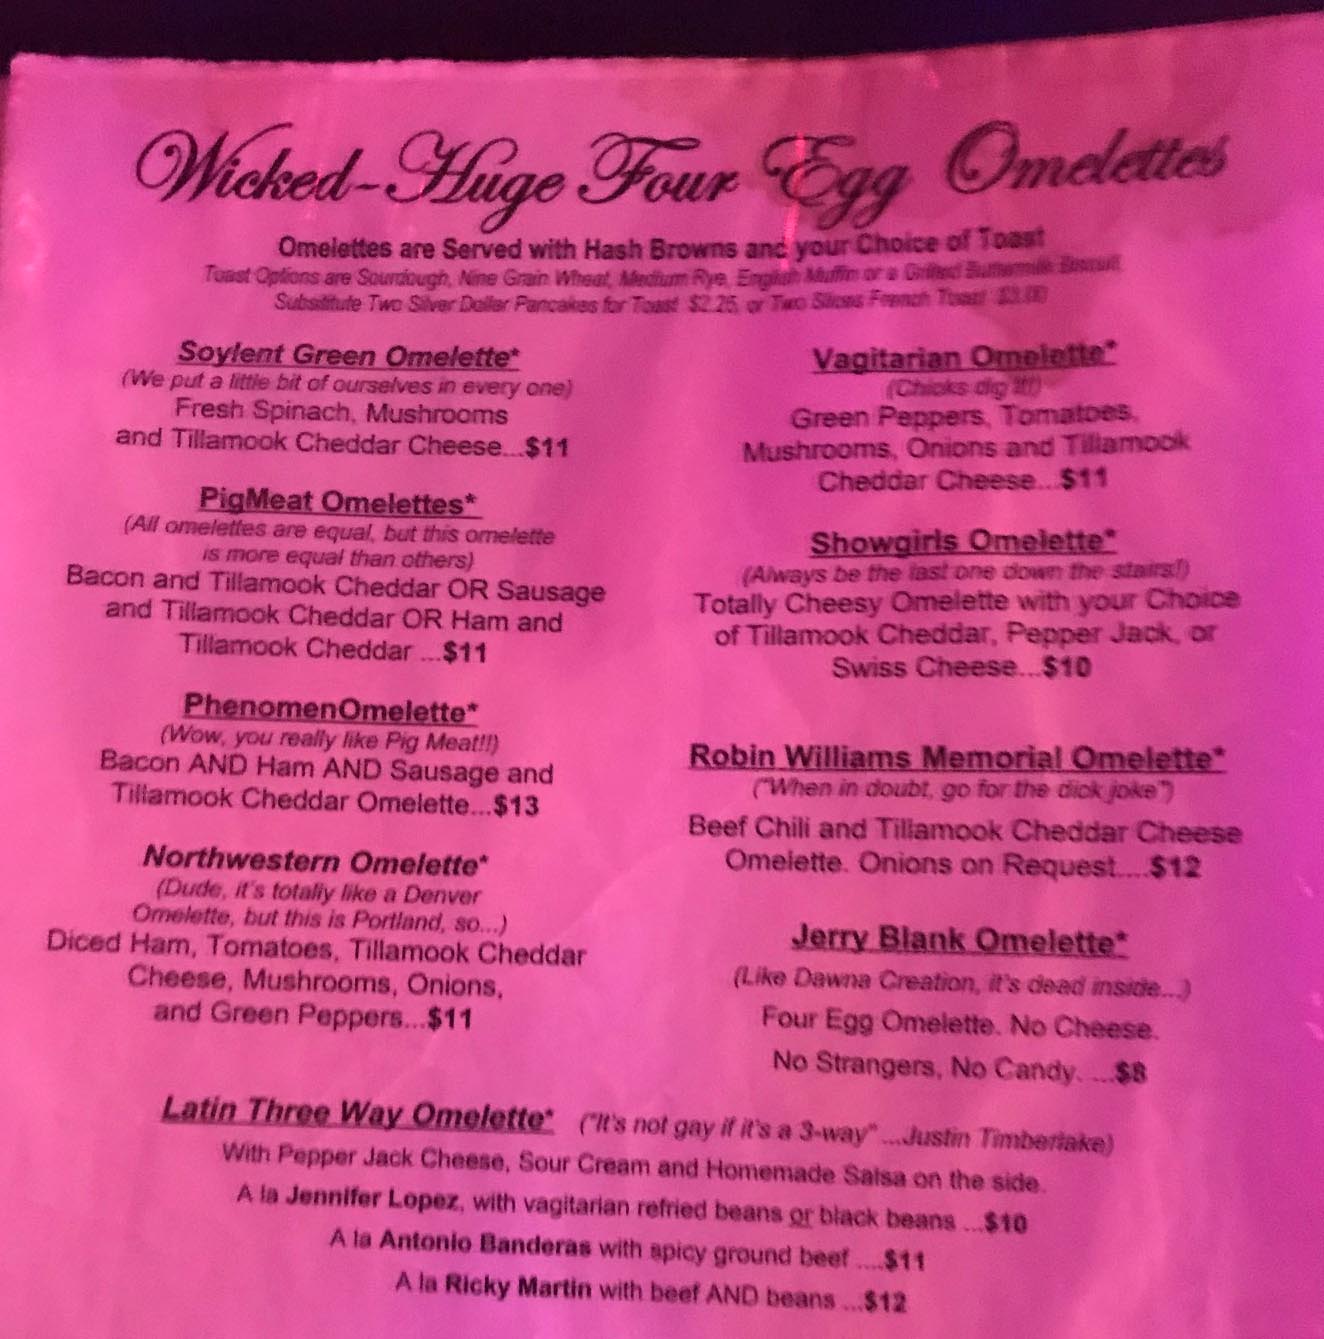 Wicked-Huge Four Egg Omelettes
Omelettes are Served with Hash Browns and your Choice of Toast
Toast Options are Sourdough, Nine Grain Wheat, Medium Rye, English Muffin or a Grilled Buttermilk Biscuit
Substitute Two Silver Dollar Pancakes for Toast $2.25, or Two Slices French Toast $3.00
Soylent Green Omelette*
(We put a little bit of ourselves in every one)
Fresh Spinach, Mushrooms
and Tillamook Cheddar Cheese...$11
PigMeat Omelettes*
(All omelettes are equal, but this omelette
is more equal than others)
Bacon and Tillamook Cheddar OR Sausage
and Tillamook Cheddar OR Ham and
Tillamook Cheddar ...$11
PhenomenOmelette*
(Wow, you really like Pig Meat!!!)
Bacon AND Ham AND Sausage and
Tillamook Cheddar Omelette...$13
Northwestern Omelette*
(Dude, it's totally like a Denver
Omelette, but this is Portland, so...)
Diced Ham, Tomatoes, Tillamook Cheddar
Cheese, Mushrooms, Onions,
and Green Peppers...$11
Vagitarian Omelette*
(Chicks dig it!!)
Green Peppers, Tomatoes,
Mushrooms, Onions and Tillamook
Cheddar Cheese...$11
Showgirls Omelette*
(Always be the last one down the stairs!)
Totally Cheesy Omelette with your Choice
of Tillamook Cheddar, Pepper Jack, or
Swiss Cheese...$10
Robin Williams Memorial Omelette*
("When in doubt, go for the dick joke")
Beef Chili and Tillamook Cheddar Cheese
Omelette. Onions on Request....$12
Jerry Blank Omelette*
(Like Dawna Creation, it's dead inside...)
Four Egg Omelette. No Cheese.
No Strangers, No Candy. ...$8
Latin Three Way Omelette* ("It's not gay if it's a 3-way" ...Justin Timberlake)
With Pepper Jack Cheese, Sour Cream and Homemade Salsa on the side.
A la Jennifer Lopez, with vagitarian refried beans or black beans ...$10
A la Antonio Banderas with spicy ground beef ....$11
A la Ricky Martin with beef AND beans ...$12